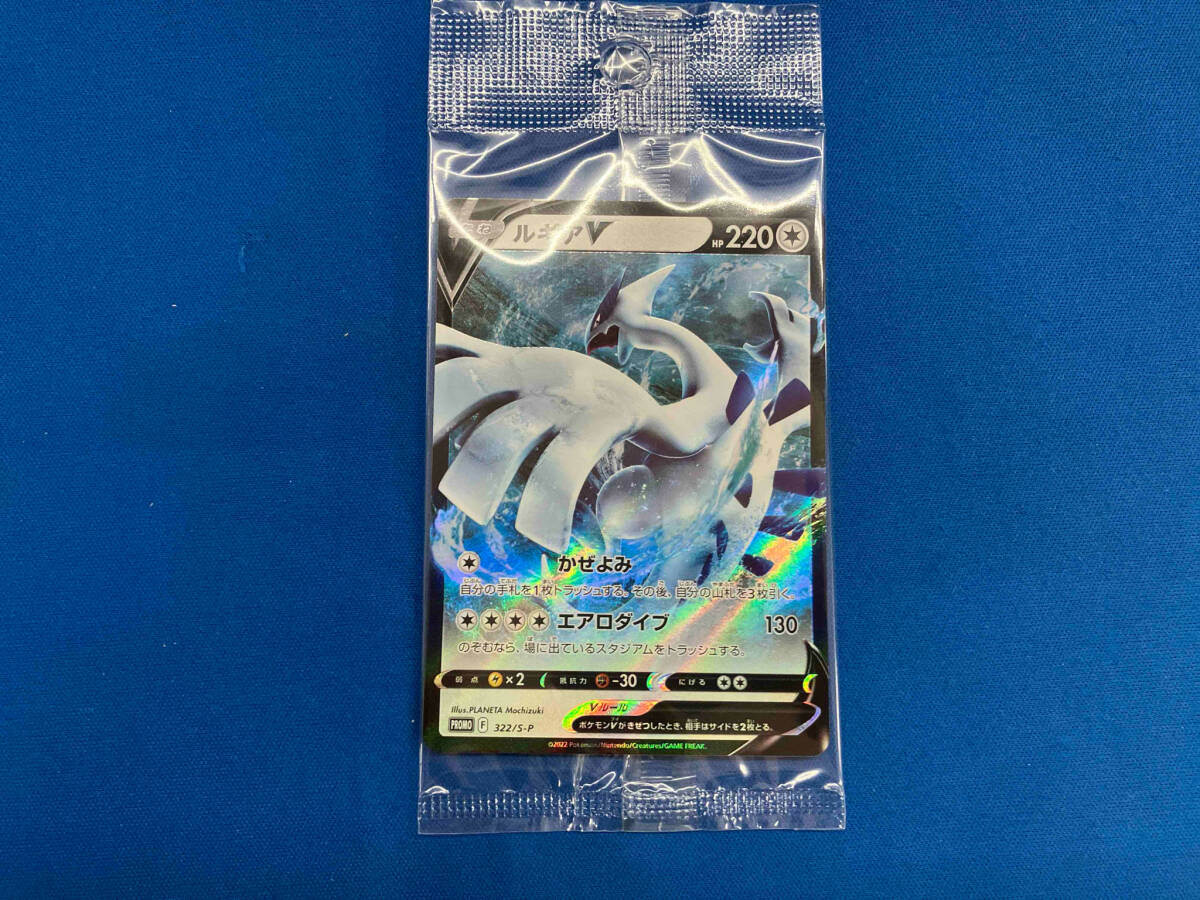 たね ルギアV HP 220
かぜよみ
自分の手札を1枚トラッシュする。その後、自分の山札を3枚引く。
エアロダイブ 130
のぞむなら、場に出ているスタジアムをトラッシュする。
弱点 ×2 抵抗力 -30 にげる
Illus.PLANETA Mochizuki
Vルール
PROMO F 322/S-P
ポケモンVがきぜつしたとき、相手はサイドを2枚とる。
©2022 Pokémon/Nintendo/Creatures/GAME FREAK.